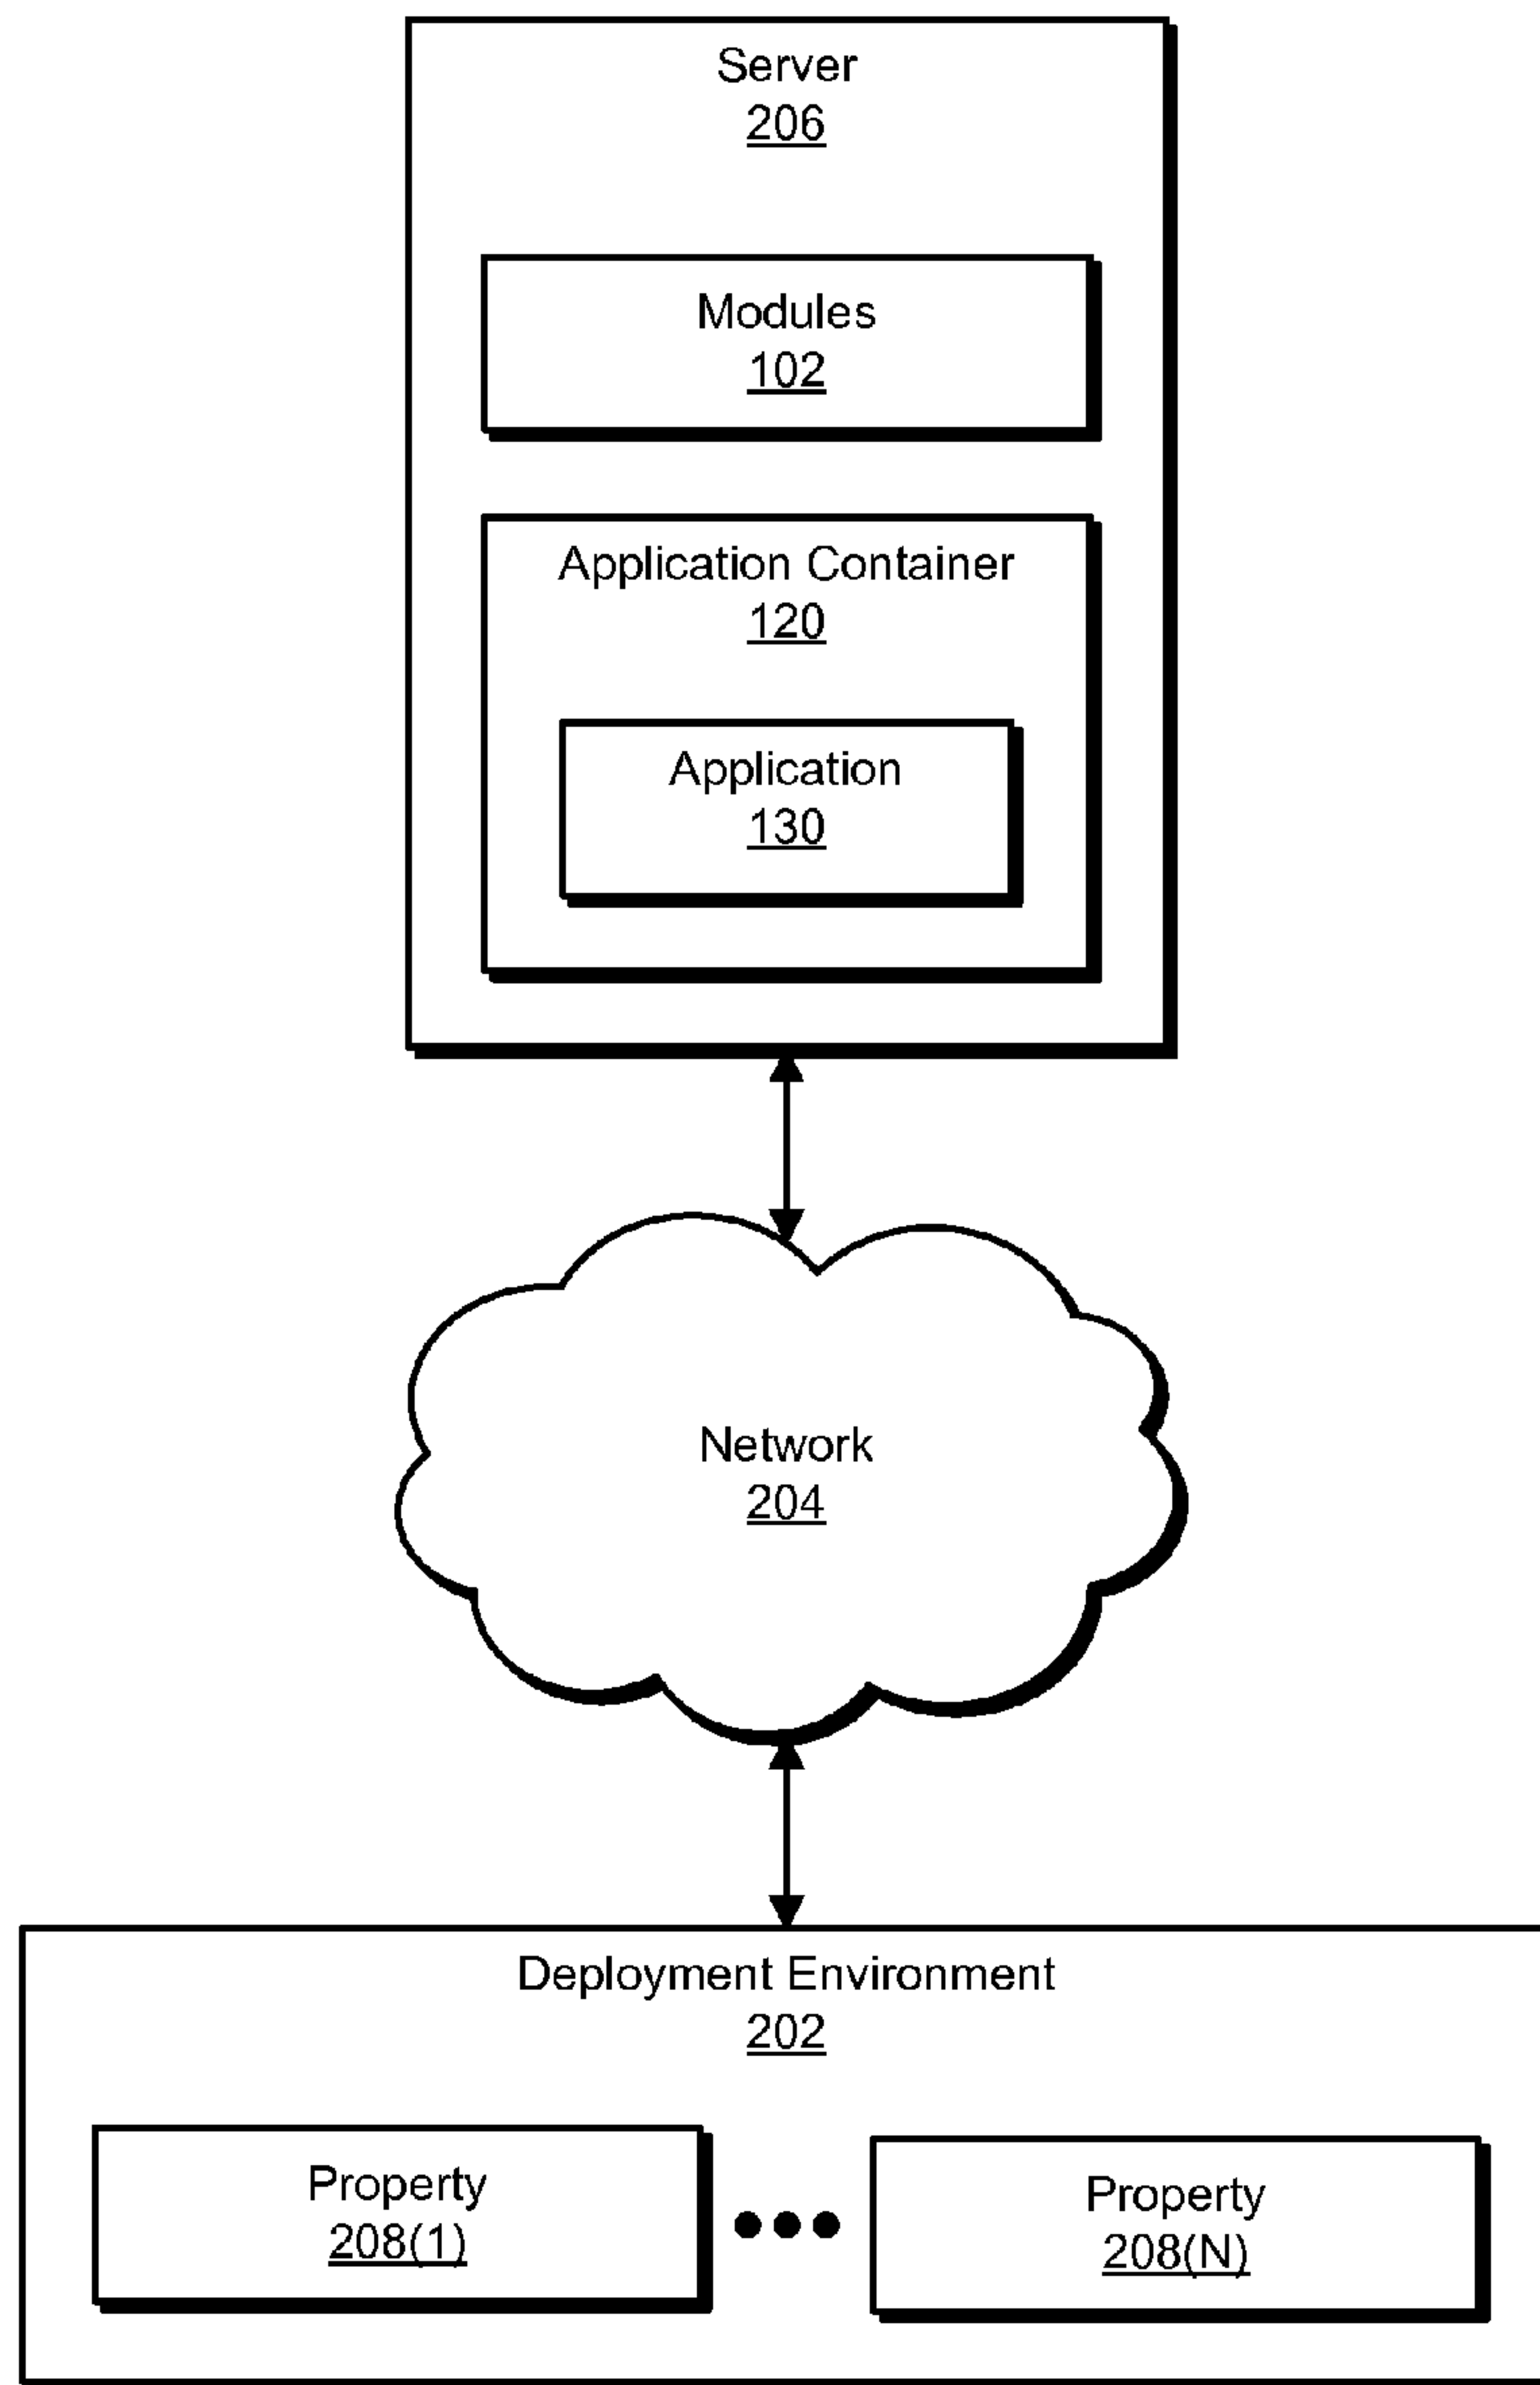 Server
206
Modules
102
Application Container
120
Application
130
Network
204
Deployment Environment
202
Property
208(1)
Property
208(N)